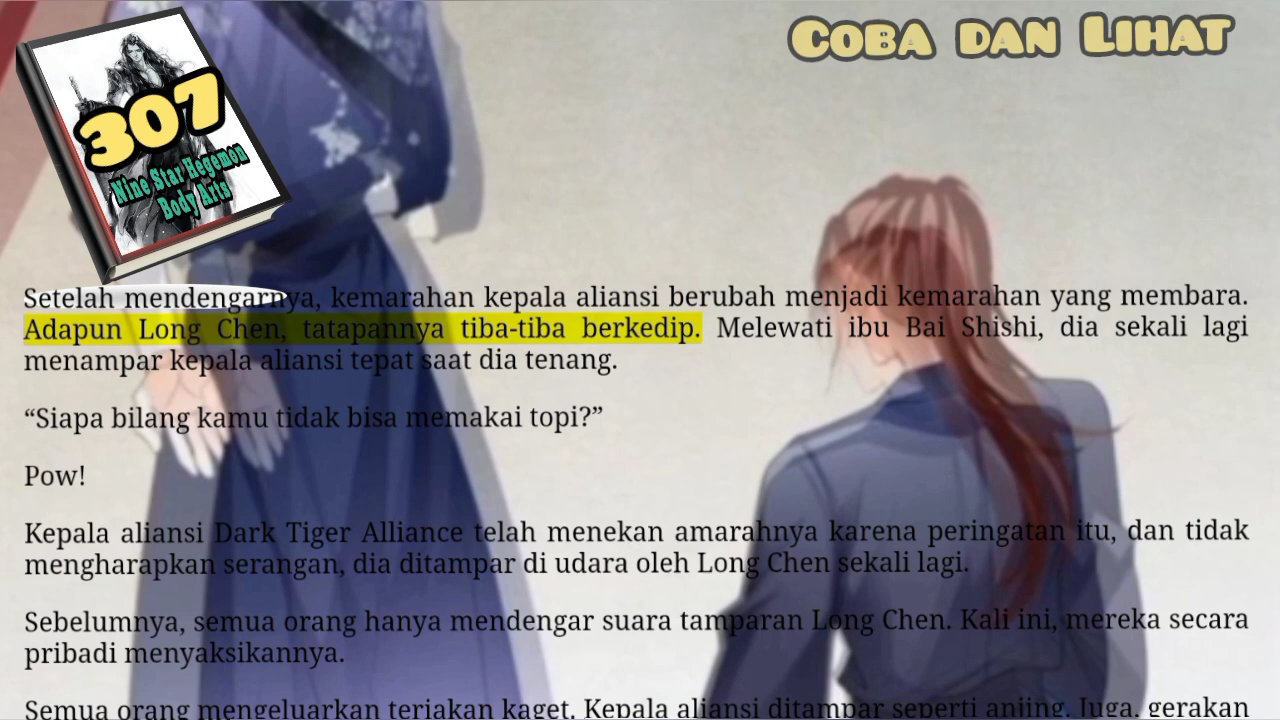 Coba dan Lihat
307
Nine Star Hegemon
Body Arts
Setelah mendengarnya, kemarahan kepala aliansi berubah menjadi kemarahan yang membara.
Adapun Long Chen, tatapannya tiba-tiba berkedip. Melewati ibu Bai Shishi, dia sekali lagi
menampar kepala aliansi tepat saat dia tenang.
“Siapa bilang kamu tidak bisa memakai topi?”
Pow!
Kepala aliansi Dark Tiger Alliance telah menekan amarahnya karena peringatan itu, dan tidak
mengharapkan serangan, dia ditampar di udara oleh Long Chen sekali lagi.
Sebelumnya, semua orang hanya mendengar suara tamparan Long Chen. Kali ini, mereka secara
pribadi menyaksikannya.
Semua orang mengeluarkan teriakan kaget. Kepala aliansi ditampar seperti anjing. Juga, gerakan